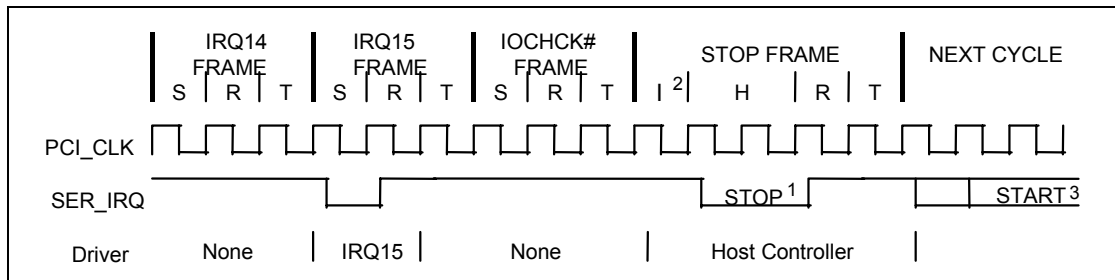 IRQ14 FRAME
IRQ15 FRAME
IOCHCK# FRAME
STOP FRAME
NEXT CYCLE
S R T S R T S R T I 2 H R T
PCI_CLK
SER_IRQ STOP 1 START 3
Driver None IRQ15 None Host Controller